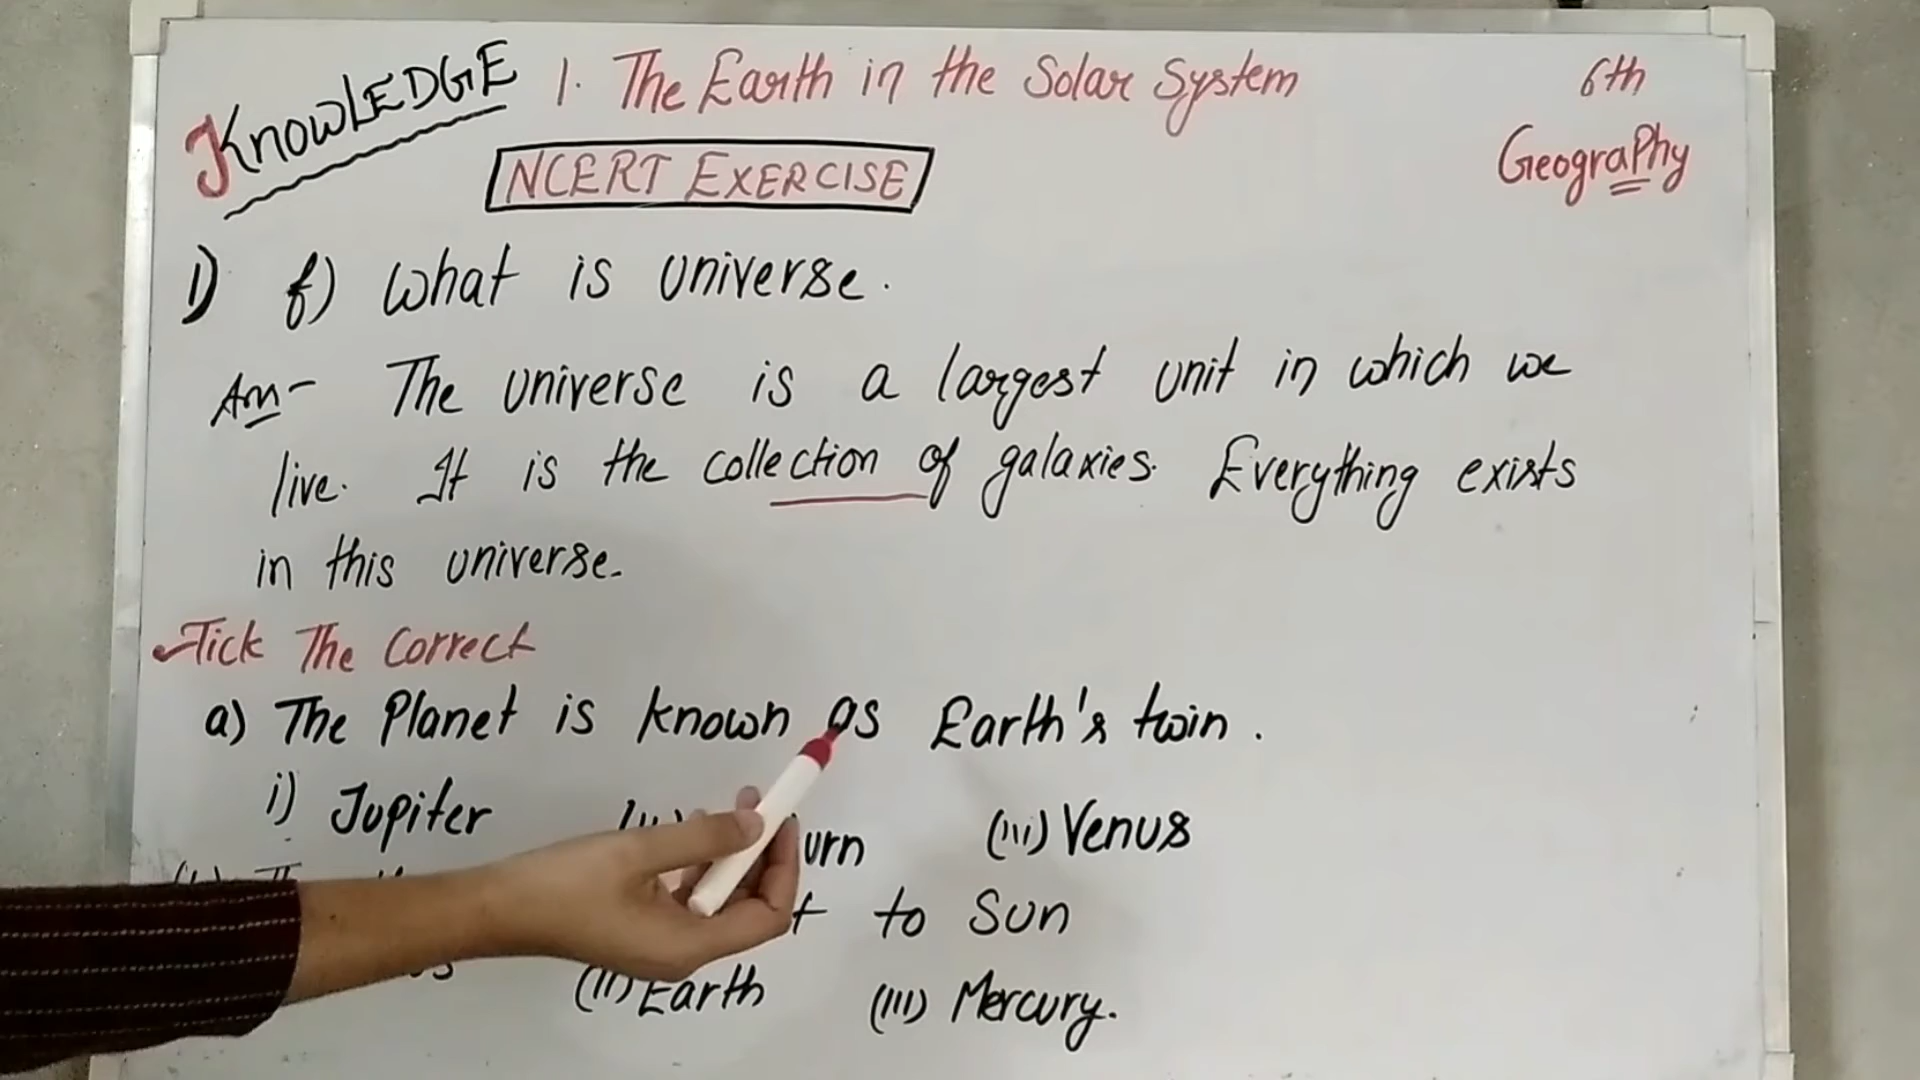 KnowLEDGE 1. The Earth in the Solar System 6th
Geography
NCERT EXERCISE
1) f) What is universe.
Ans- The universe is a largest unit in which we
live. It is the collection of galaxies. Everything exists
in this universe.
Tick The Correct
a) The Planet is known as Earth's twin.
i) Jupiter (ii) urn (iii) Venus
to Sun
(ii) Earth (iii) Mercury.